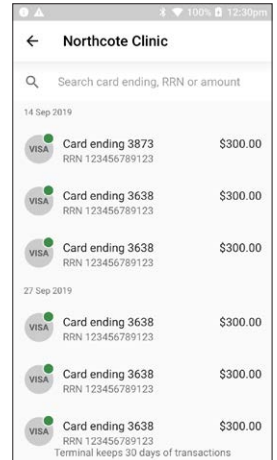 100% 12:30pm
Northcote Clinic
Search card ending, RRN or amount
14 Sep 2019
VISA Card ending 3873 $300.00
RRN 123456789123
VISA Card ending 3638 $300.00
RRN 123456789123
VISA Card ending 3638 $300.00
RRN 123456789123
27 Sep 2019
VISA Card ending 3638 $300.00
RRN 123456789123
VISA Card ending 3638 $300.00
RRN 123456789123
VISA Card ending 3638 $300.00
RRN 123456789123
Terminal keeps 30 days of transactions